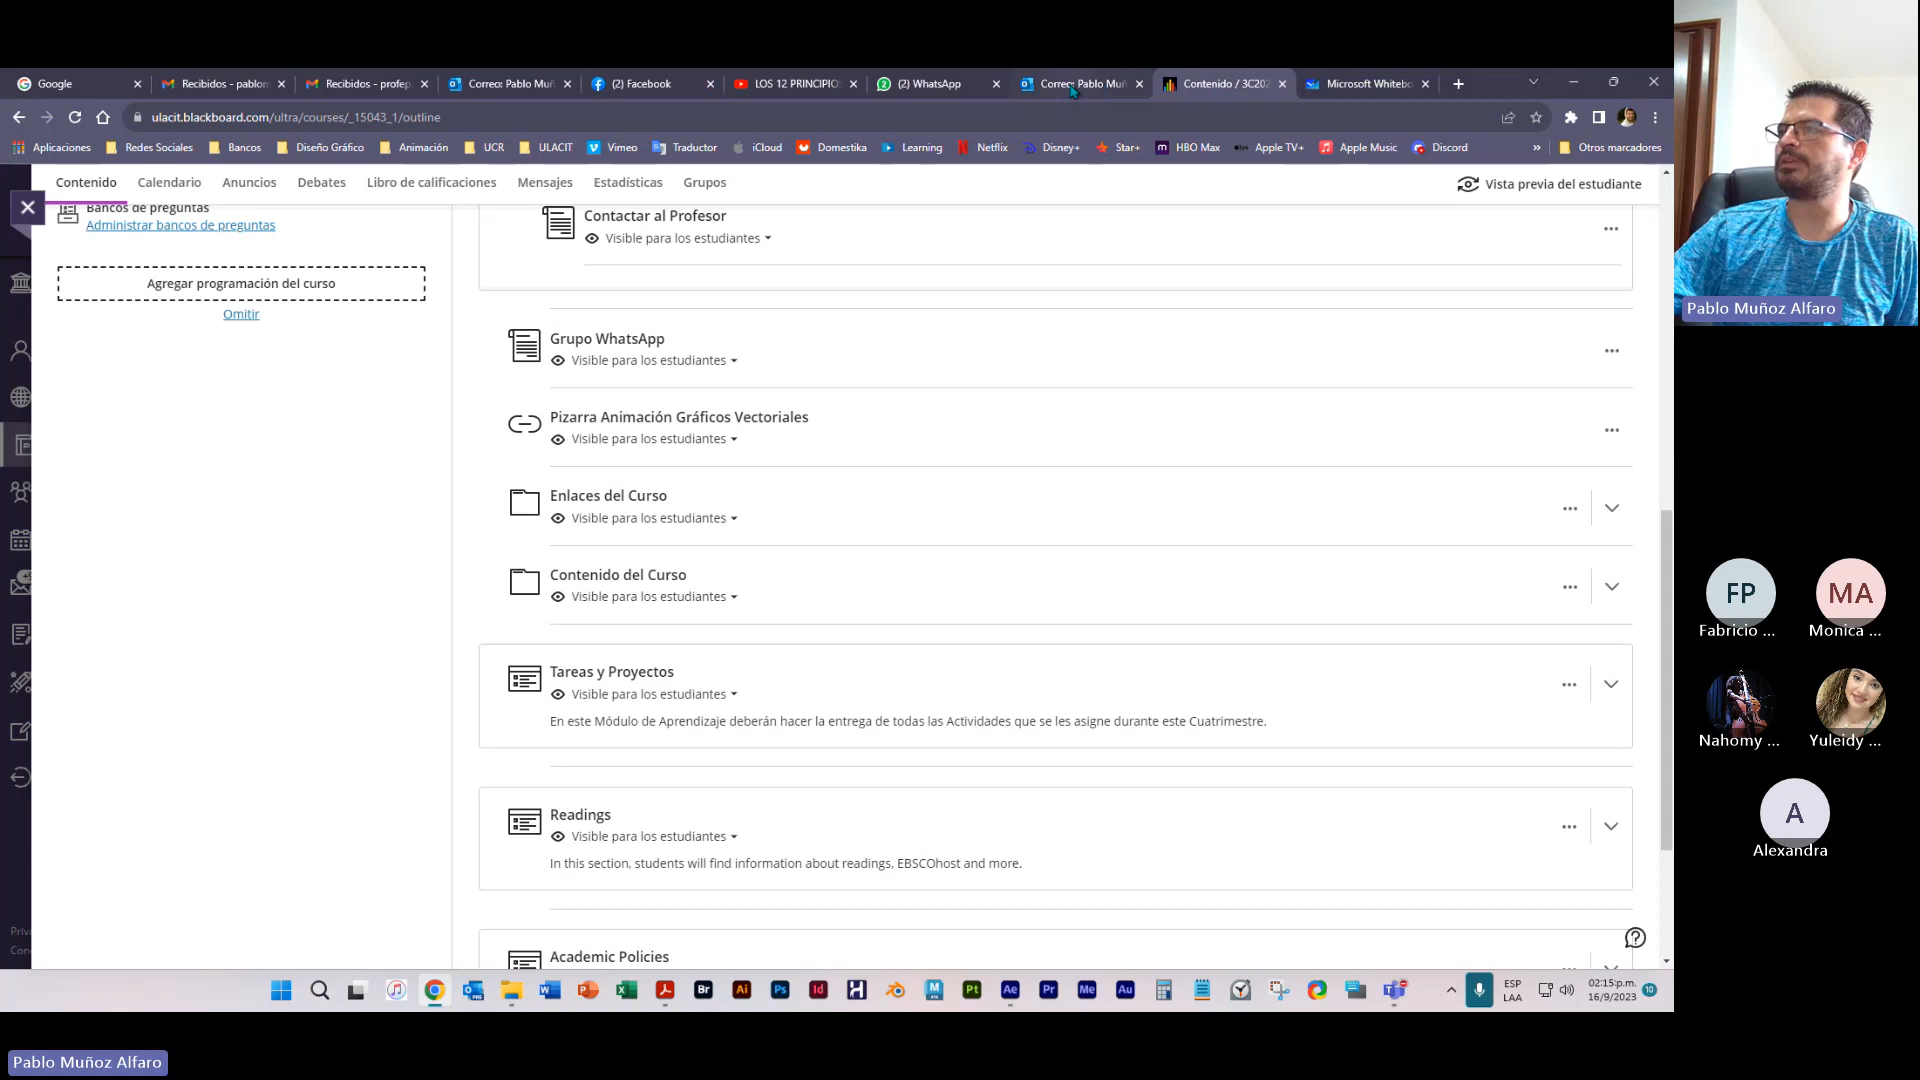 Google
Recibidos - pablom
Recibidos - profep
Correo: Pablo Muñ
(2) Facebook
LOS 12 PRINCIPIOS
(2) WhatsApp
Correo: Pablo Muñ
Contenido / 3C202
Microsoft Whitebo
ulacit.blackboard.com/ultra/courses/_15043_1/outline
Aplicaciones
Redes Sociales
Bancos
Diseño Gráfico
Animación
UCR
ULACIT
Vimeo
Traductor
iCloud
Domestika
Learning
Netflix
Disney+
Star+
HBO Max
Apple TV+
Apple Music
Discord
»
Otros marcadores
Contenido
Calendario
Anuncios
Debates
Libro de calificaciones
Mensajes
Estadísticas
Grupos
Vista previa del estudiante
Bancos de preguntas
Administrar bancos de preguntas
Agregar programación del curso
Omitir
Priv
Con
Contactar al Profesor
Visible para los estudiantes
Grupo WhatsApp
Visible para los estudiantes
Pizarra Animación Gráficos Vectoriales
Visible para los estudiantes
Enlaces del Curso
Visible para los estudiantes
Contenido del Curso
Visible para los estudiantes
Tareas y Proyectos
Visible para los estudiantes
En este Módulo de Aprendizaje deberán hacer la entrega de todas las Actividades que se les asigne durante este Cuatrimestre.
Readings
Visible para los estudiantes
In this section, students will find information about readings, EBSCOhost and more.
Academic Policies
ESP
LAA
02:15 p.m.
16/9/2023
10
Pablo Muñoz Alfaro
FP
Fabricio ...
MA
Monica ...
Nahomy ...
Yuleidy ...
A
Alexandra
Pablo Muñoz Alfaro